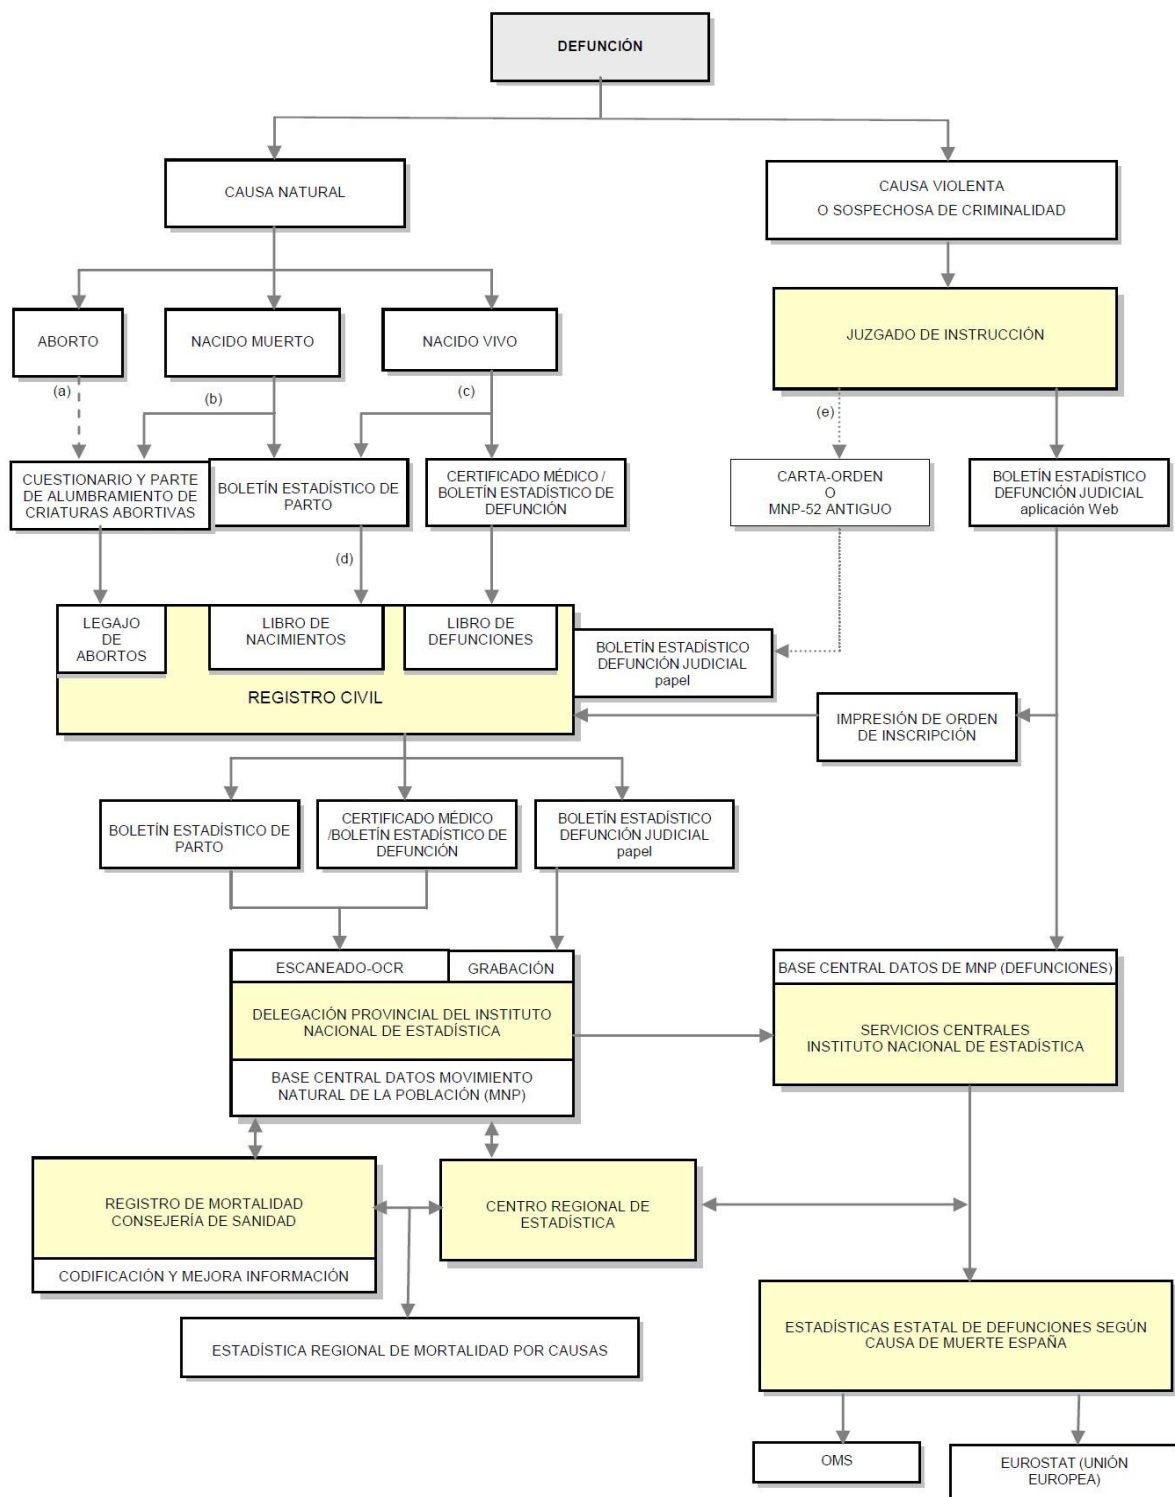 DEFUNCIÓN
CAUSA NATURAL
CAUSA VIOLENTA
O SOSPECHOSA DE CRIMINALIDAD
ABORTO
NACIDO MUERTO
NACIDO VIVO
JUZGADO DE INSTRUCCIÓN
(a)
(b)
(c)
(e)
CUESTIONARIO Y PARTE
DE ALUMBRAMIENTO DE
CRIATURAS ABORTIVAS
BOLETÍN ESTADÍSTICO DE
PARTO
CERTIFICADO MÉDICO /
BOLETÍN ESTADÍSTICO DE
DEFUNCIÓN
CARTA-ORDEN
O
MNP-52 ANTIGUO
BOLETÍN ESTADÍSTICO
DEFUNCIÓN JUDICIAL
aplicación Web
(d)
LEGAJO
DE
ABORTOS
LIBRO DE
NACIMIENTOS
LIBRO DE
DEFUNCIONES
REGISTRO CIVIL
BOLETÍN ESTADÍSTICO
DEFUNCIÓN JUDICIAL
papel
IMPRESIÓN DE ORDEN
DE INSCRIPCIÓN
BOLETÍN ESTADÍSTICO DE
PARTO
CERTIFICADO MÉDICO
/BOLETÍN ESTADÍSTICO DE
DEFUNCIÓN
BOLETÍN ESTADÍSTICO
DEFUNCIÓN JUDICIAL
papel
ESCANEADO-OCR
GRABACIÓN
DELEGACIÓN PROVINCIAL DEL INSTITUTO
NACIONAL DE ESTADÍSTICA
BASE CENTRAL DATOS MOVIMIENTO
NATURAL DE LA POBLACIÓN (MNP)
BASE CENTRAL DATOS DE MNP (DEFUNCIONES)
SERVICIOS CENTRALES
INSTITUTO NACIONAL DE ESTADÍSTICA
REGISTRO DE MORTALIDAD
CONSEJERÍA DE SANIDAD
CODIFICACIÓN Y MEJORA INFORMACIÓN
CENTRO REGIONAL DE
ESTADÍSTICA
ESTADÍSTICA REGIONAL DE MORTALIDAD POR CAUSAS
ESTADÍSTICAS ESTATAL DE DEFUNCIONES SEGÚN
CAUSA DE MUERTE ESPAÑA
OMS
EUROSTAT (UNIÓN
EUROPEA)